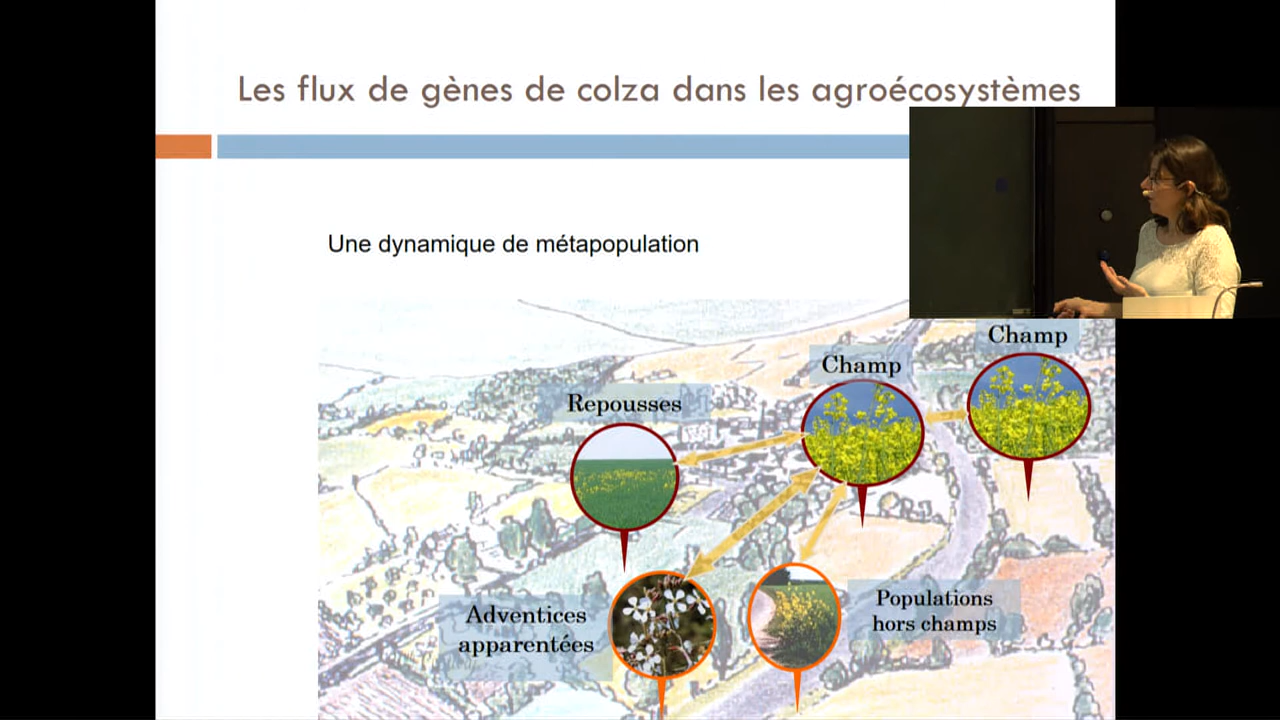 Les flux de gènes de colza dans les agroécosystèmes
Une dynamique de métapopulation
Champ
Champ
Repousses
Adventices
apparentées
Populations
hors champs